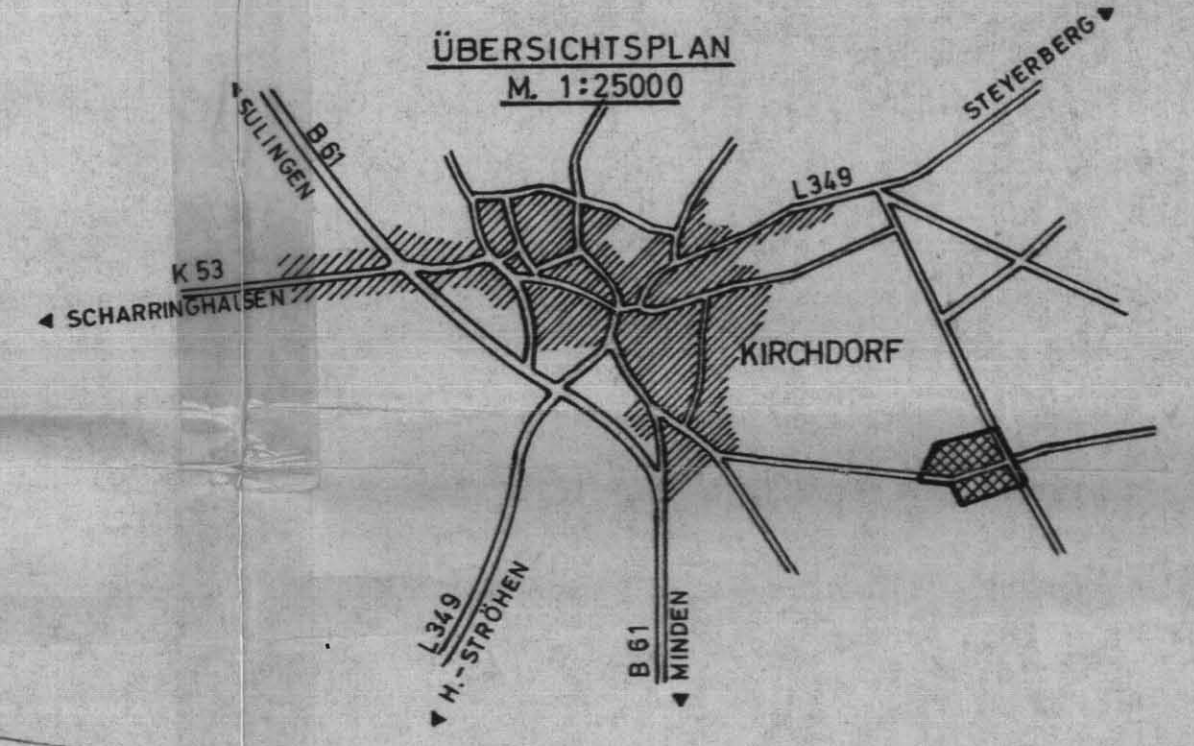 ÜBERSICHTSPLAN
M. 1:25000
STEYERBERG
SULINGEN
B 61
L349
K 53
SCHARRINGHAUSEN
KIRCHDORF
L349
H.-STRÖHEN
B 61
MINDEN